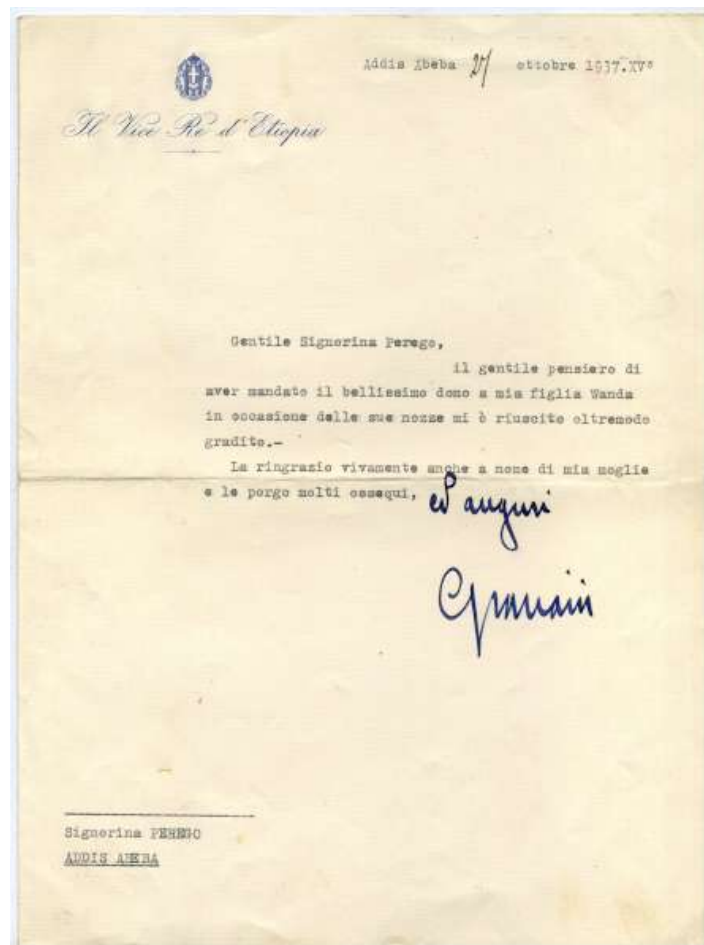 Addis Abeba 27 ottobre 1937.XV°
Il Vice Re d'Etiopia
Gentile Signorina Perego,
il gentile pensiero di
aver mandato il bellissimo dono a mia figlia Wanda
in occasione delle sue nozze mi è riuscito oltremodo
gradito.-
La ringrazio vivamente anche a nome di mia moglie
e le porgo molti ossequi, ed auguri
Graziani
Signorina PEREGO
ADDIS ABEBA